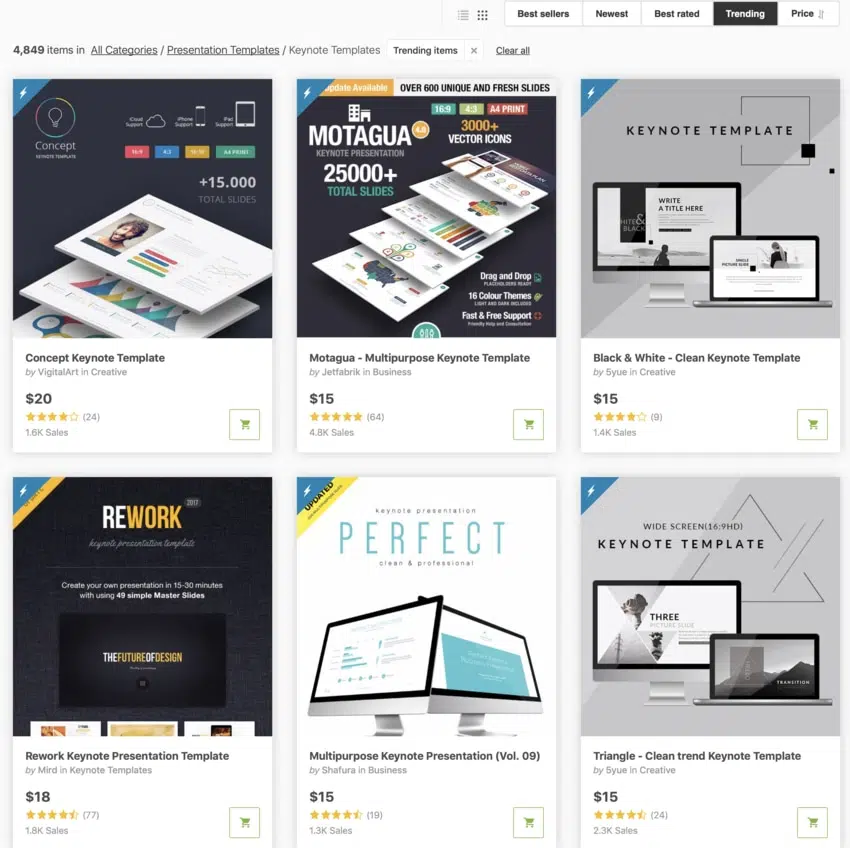 Best sellers
Newest
Best rated
Trending
Price
4,849 items in All Categories / Presentation Templates / Keynote Templates
Trending items
Clear all
Concept
KEYNOTE TEMPLATE
iCloud Support
iPhone Support
iPad Support
16:9
4:3
16:10
A4 PRINT
+15.000
TOTAL SLIDES
Concept Keynote Template
by VigitalArt in Creative
$20
(24)
1.6K Sales
Update Available
OVER 600 UNIQUE AND FRESH SLIDES
16:9
4:3
A4 PRINT
MOTAGUA 4.8
KEYNOTE PRESENTATION
3000+
VECTOR ICONS
25000+
TOTAL SLIDES
Drag and Drop
PLACEHOLDERS READY
16 Colour Themes
LIGHT AND DARK INCLUDED
Fast & Free Support
Friendly Help and Consultation
Motagua - Multipurpose Keynote Template
by Jetfabrik in Business
$15
(64)
4.8K Sales
KEYNOTE TEMPLATE
WHITE
&
BLACK
WRITE
A TITLE HERE
SINGLE
PICTURE SLIDE
Black & White - Clean Keynote Template
by 5yue in Creative
$15
(9)
1.4K Sales
REWORK 2017
keynote presentation template
Create your own presentation in 15-30 minutes
with using 49 simple Master Slides
THEFUTUREOFDESIGN
Rework Keynote Presentation Template
by Mird in Keynote Templates
$18
(77)
1.8K Sales
UPDATED
keynote presentation
PERFECT
clean & professional
Multipurpose Keynote Presentation (Vol. 09)
by Shafura in Business
$15
(19)
1.3K Sales
WIDE SCREEN(16:9HD)
KEYNOTE TEMPLATE
THREE
PICTURE SLIDE
TRANSITION
Triangle - Clean trend Keynote Template
by 5yue in Creative
$15
(24)
2.3K Sales